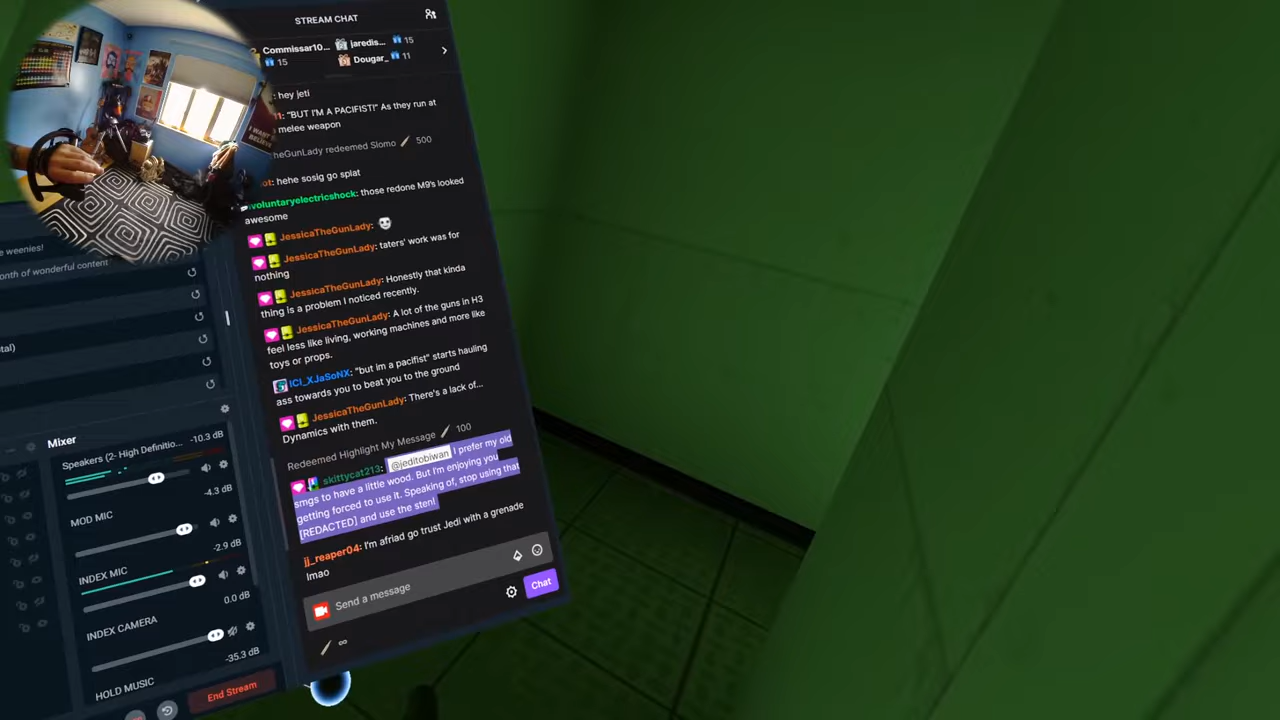 STREAM CHAT
Commissar10... 15
jaredis... 15
Dougar_ 11
: hey jeti
"BUT I'M A PACIFIST!" As they run at
melee weapon
heGunLady redeemed Slomo 500
ot: hehe sosig go splat
voluntaryelectricshock: those redone M9's looked
awesome
JessicaTheGunLady:
JessicaTheGunLady: taters' work was for
nothing
JessicaTheGunLady: Honestly that kinda
thing is a problem I noticed recently.
JessicaTheGunLady: A lot of the guns in H3
feel less like living, working machines and more like
toys or props.
ICI_XJaSoNX: "but im a pacifist" starts hauling
ass towards you to beat you to the ground
JessicaTheGunLady: There's a lack of...
Dynamics with them.
Redeemed Highlight My Message 100
skittycat213: @jeditobiwan I prefer my old
smgs to have a little wood. But I'm enjoying you
getting forced to use it. Speaking of, stop using that
[REDACTED] and use the sten!
jj_reaper04: I'm afriad go trust Jedi with a grenade
lmao
Send a message
Chat
∞
e weenies!
onth of wonderful content
tal)
Mixer
Speakers (2- High Definitio... -10.3 dB
MOD MIC -4.3 dB
INDEX MIC -2.9 dB
INDEX CAMERA 0.0 dB
HOLD MUSIC -35.3 dB
End Stream
I WANT
BELIEVE